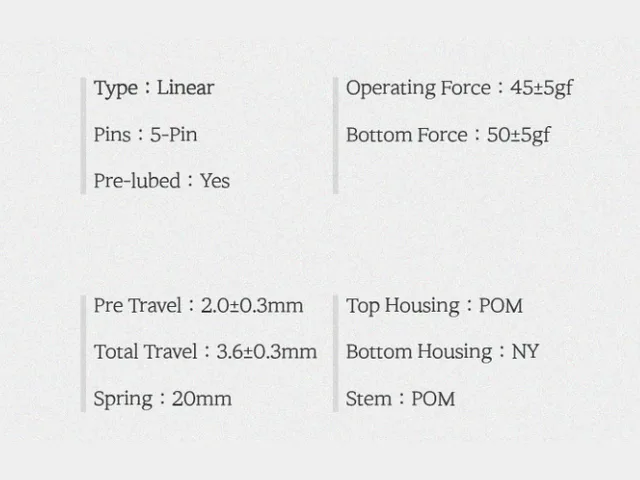 Type : Linear
Pins : 5-Pin
Pre-lubed : Yes
Operating Force : 45±5gf
Bottom Force : 50±5gf
Pre Travel : 2.0±0.3mm
Total Travel : 3.6±0.3mm
Spring : 20mm
Top Housing : POM
Bottom Housing : NY
Stem : POM